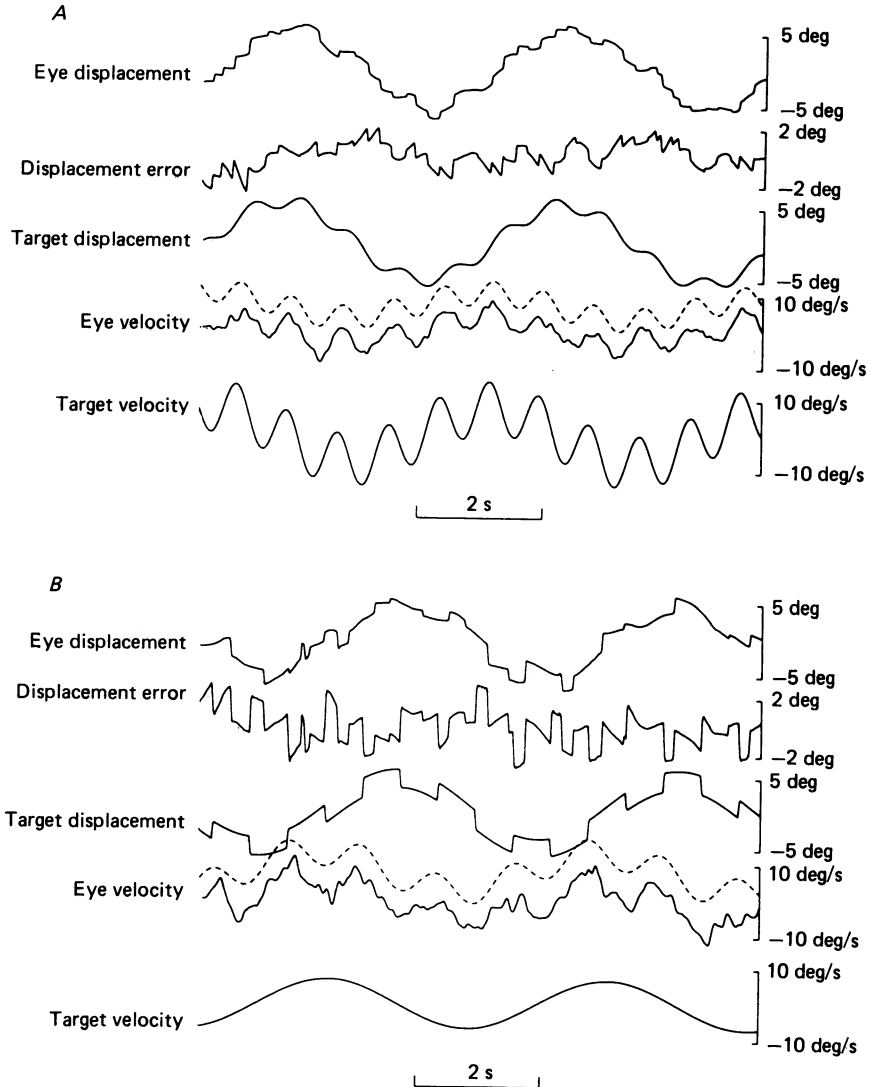 A
Eye displacement
5 deg
−5 deg
Displacement error
2 deg
−2 deg
Target displacement
5 deg
−5 deg
Eye velocity
10 deg/s
−10 deg/s
Target velocity
10 deg/s
−10 deg/s
2 s
B
Eye displacement
5 deg
−5 deg
Displacement error
2 deg
−2 deg
Target displacement
5 deg
−5 deg
Eye velocity
10 deg/s
−10 deg/s
Target velocity
10 deg/s
−10 deg/s
2 s